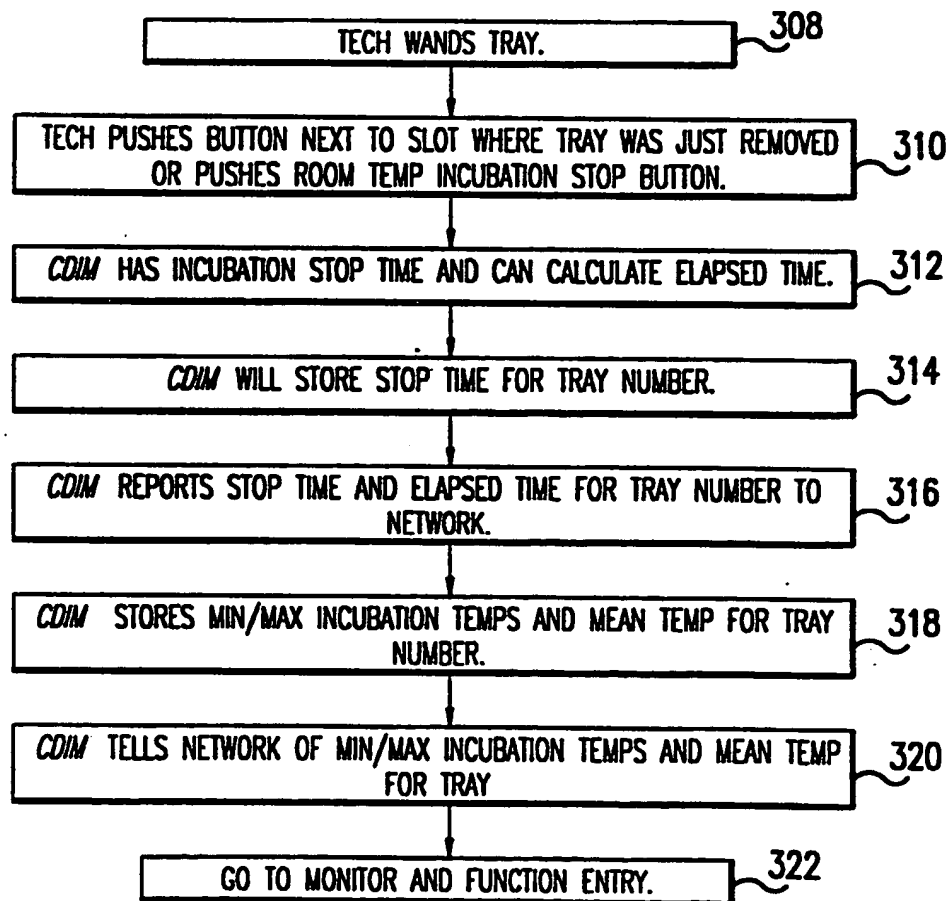 TECH WANDS TRAY.
308
TECH PUSHES BUTTON NEXT TO SLOT WHERE TRAY WAS JUST REMOVED
OR PUSHES ROOM TEMP INCUBATION STOP BUTTON.
310
CDIM HAS INCUBATION STOP TIME AND CAN CALCULATE ELAPSED TIME.
312
CDIM WILL STORE STOP TIME FOR TRAY NUMBER.
314
CDIM REPORTS STOP TIME AND ELAPSED TIME FOR TRAY NUMBER TO
NETWORK.
316
CDIM STORES MIN/MAX INCUBATION TEMPS AND MEAN TEMP FOR TRAY
NUMBER.
318
CDIM TELLS NETWORK OF MIN/MAX INCUBATION TEMPS AND MEAN TEMP
FOR TRAY
320
GO TO MONITOR AND FUNCTION ENTRY.
322